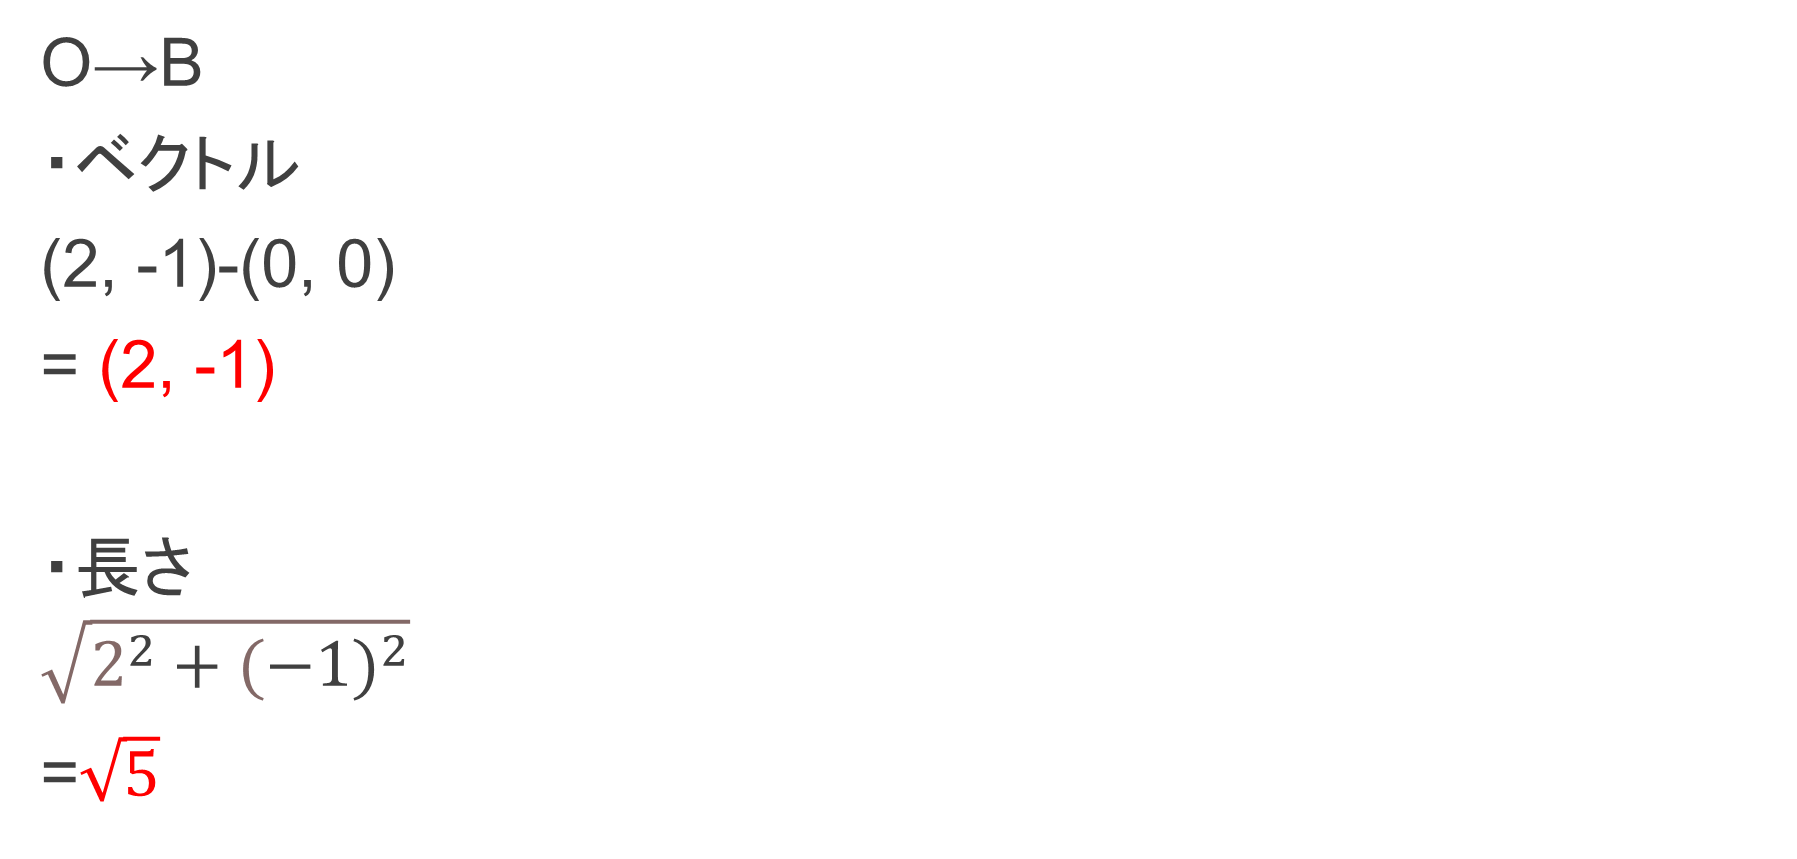 O→B
・ベクトル
(2, -1)-(0, 0)
= (2, -1)
・長さ
√2² + (−1)²
=√5